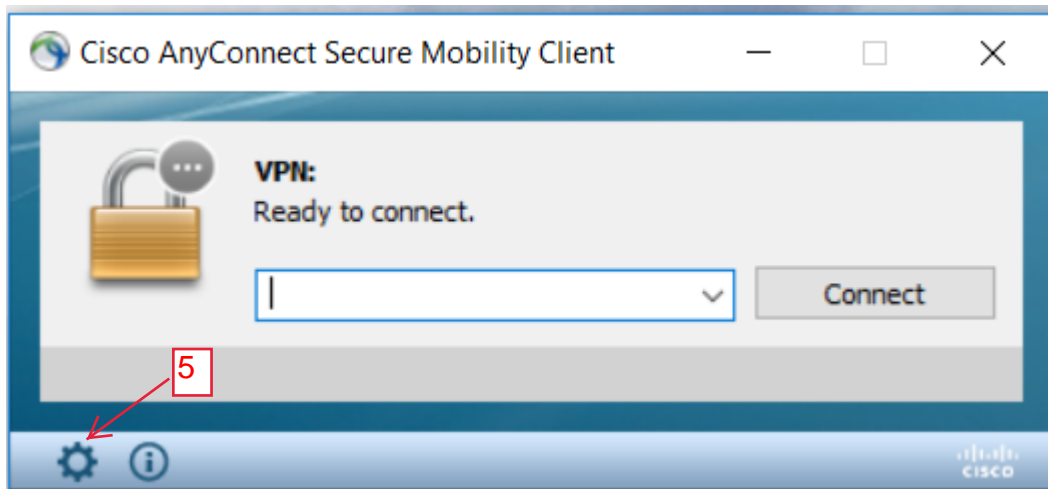 Cisco AnyConnect Secure Mobility Client
VPN:
Ready to connect.
Connect
5
CISCO